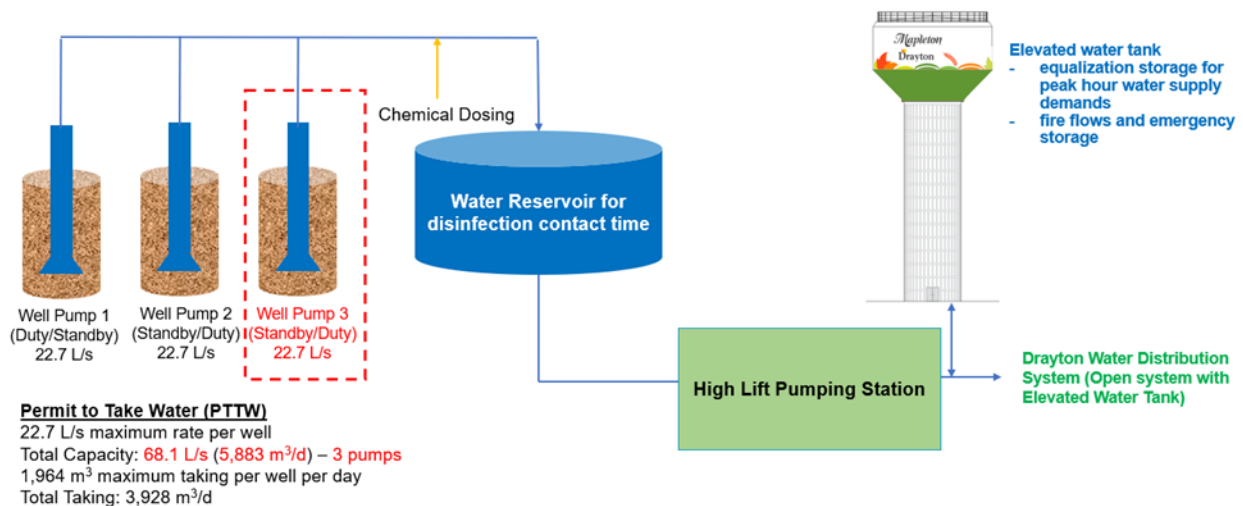 Mapleton
Drayton
Elevated water tank
- equalization storage for
peak hour water supply
demands
- fire flows and emergency
storage
Chemical Dosing
Water Reservoir for
disinfection contact time
Well Pump 1
(Duty/Standby)
22.7 L/s
Well Pump 2
(Standby/Duty)
22.7 L/s
Well Pump 3
(Standby/Duty)
22.7 L/s
High Lift Pumping Station
Drayton Water Distribution
System (Open system with
Elevated Water Tank)
Permit to Take Water (PTTW)
22.7 L/s maximum rate per well
Total Capacity: 68.1 L/s (5,883 m³/d) – 3 pumps
1,964 m³ maximum taking per well per day
Total Taking: 3,928 m³/d